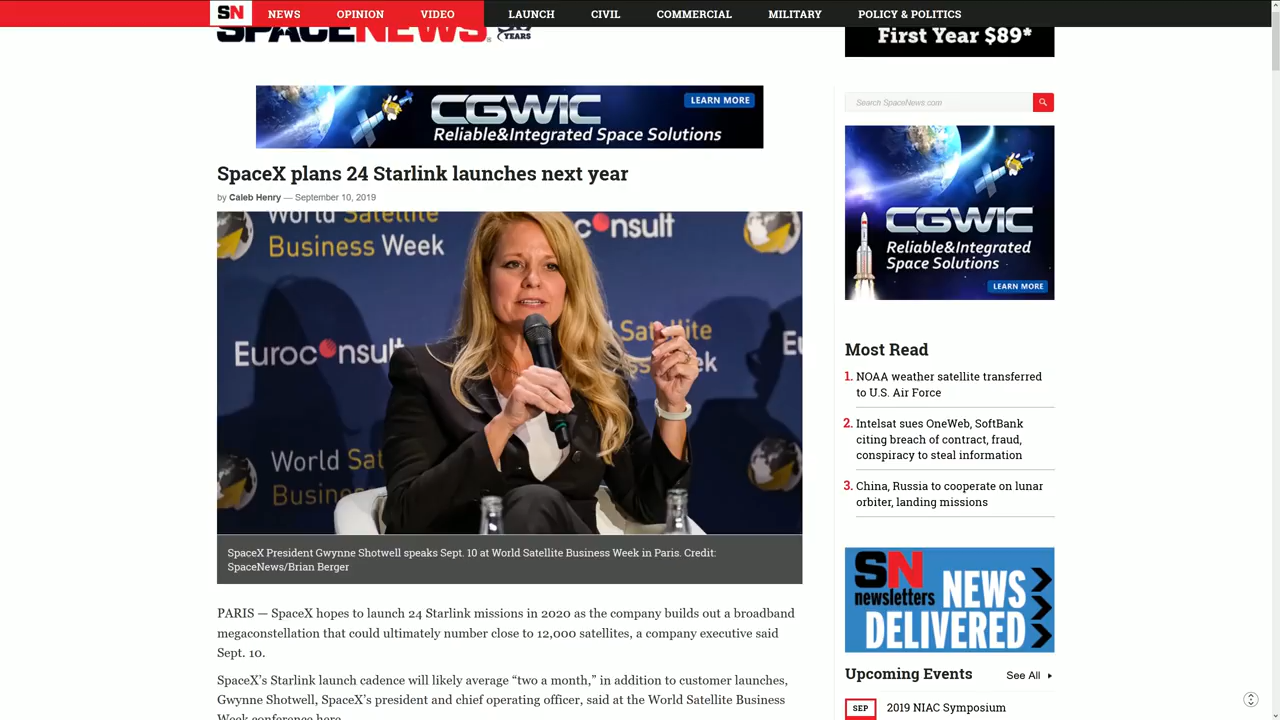 SN NEWS OPINION VIDEO LAUNCH CIVIL COMMERCIAL MILITARY POLICY & POLITICS
SPACENEWS
YEARS
First Year $89*
CGWIC
LEARN MORE
Reliable&Integrated Space Solutions
Search SpaceNews.com
SpaceX plans 24 Starlink launches next year
by Caleb Henry — September 10, 2019
World Satellite
Business Week
consult
Euroconsult
Satellite
ek
Eu
World Sat
Busine
SpaceX President Gwynne Shotwell speaks Sept. 10 at World Satellite Business Week in Paris. Credit:
SpaceNews/Brian Berger
PARIS — SpaceX hopes to launch 24 Starlink missions in 2020 as the company builds out a broadband
megaconstellation that could ultimately number close to 12,000 satellites, a company executive said
Sept. 10.
SpaceX’s Starlink launch cadence will likely average “two a month,” in addition to customer launches,
Gwynne Shotwell, SpaceX’s president and chief operating officer, said at the World Satellite Business
Week conference here.
CGWIC
Reliable&Integrated
Space Solutions
LEARN MORE
Most Read
1. NOAA weather satellite transferred
to U.S. Air Force
2. Intelsat sues OneWeb, SoftBank
citing breach of contract, fraud,
conspiracy to steal information
3. China, Russia to cooperate on lunar
orbiter, landing missions
SN
newsletters
NEWS
DELIVERED
Upcoming Events See All
SEP 2019 NIAC Symposium